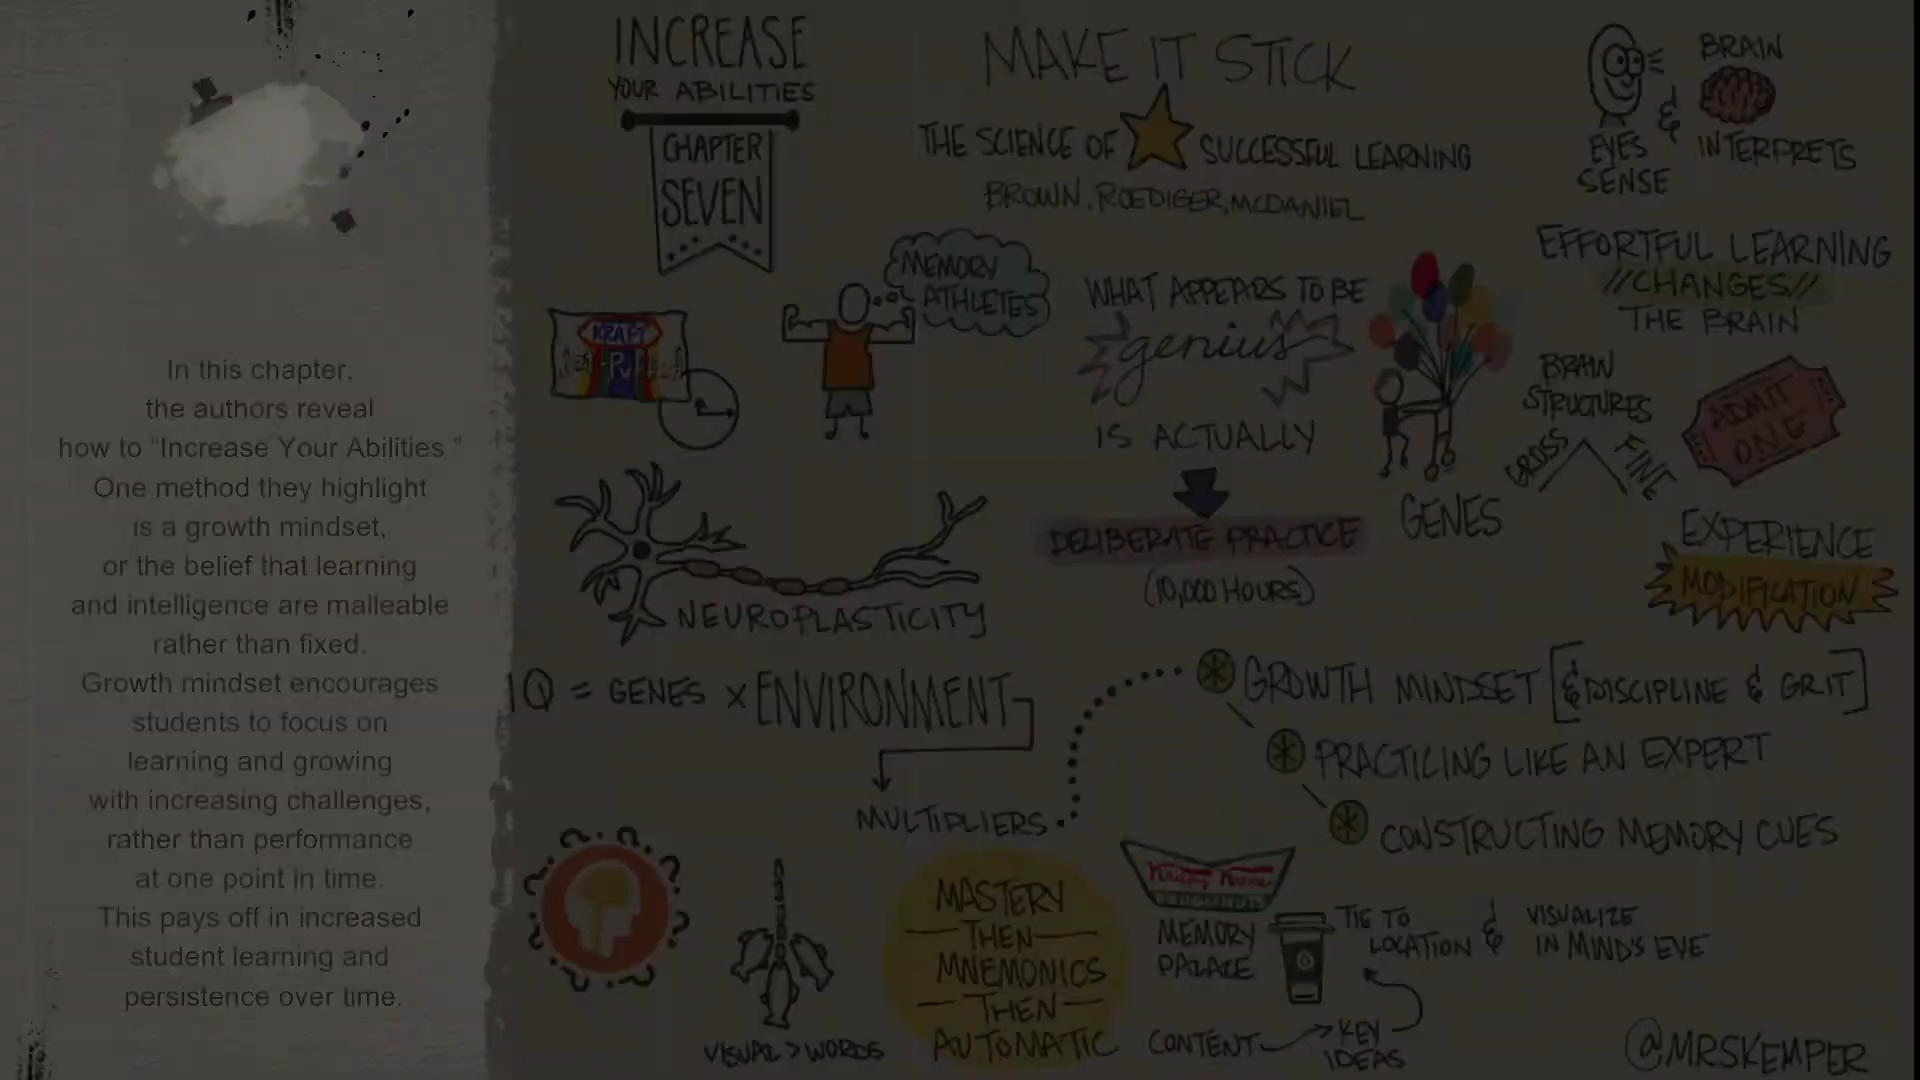 In this chapter,
the authors reveal
how to "Increase Your Abilities."
One method they highlight
is a growth mindset,
or the belief that learning
and intelligence are malleable
rather than fixed.
Growth mindset encourages
students to focus on
learning and growing
with increasing challenges,
rather than performance
at one point in time.
This pays off in increased
student learning and
persistence over time.
INCREASE
YOUR ABILITIES
CHAPTER
SEVEN
MAKE IT STICK
THE SCIENCE OF SUCCESSFUL LEARNING
BROWN, ROEDIGER, MCDANIEL
EYES
SENSE
&
BRAIN
INTERPRETS
EFFORTFUL LEARNING
//CHANGES//
THE BRAIN
KRAFT
MEMORY
ATHLETES
WHAT APPEARS TO BE
genius
IS ACTUALLY
DELIBERATE PRACTICE
(10,000 HOURS)
GENES
BRAIN
STRUCTURES
GROSS
FINE
ADMIT
ONE
EXPERIENCE
MODIFICATION
NEUROPLASTICITY
IQ = GENES X ENVIRONMENT
MULTIPLIERS
GROWTH MINDSET [& DISCIPLINE & GRIT]
PRACTICING LIKE AN EXPERT
CONSTRUCTING MEMORY CUES
VISUAL > WORDS
MASTERY
THEN
MNEMONICS
THEN
AUTOMATIC
Krispy Kreme
MEMORY
PALACE
TIE TO
LOCATION
&
VISUALIZE
IN MIND'S EYE
CONTENT
KEY
IDEAS
@MRSKEMPER